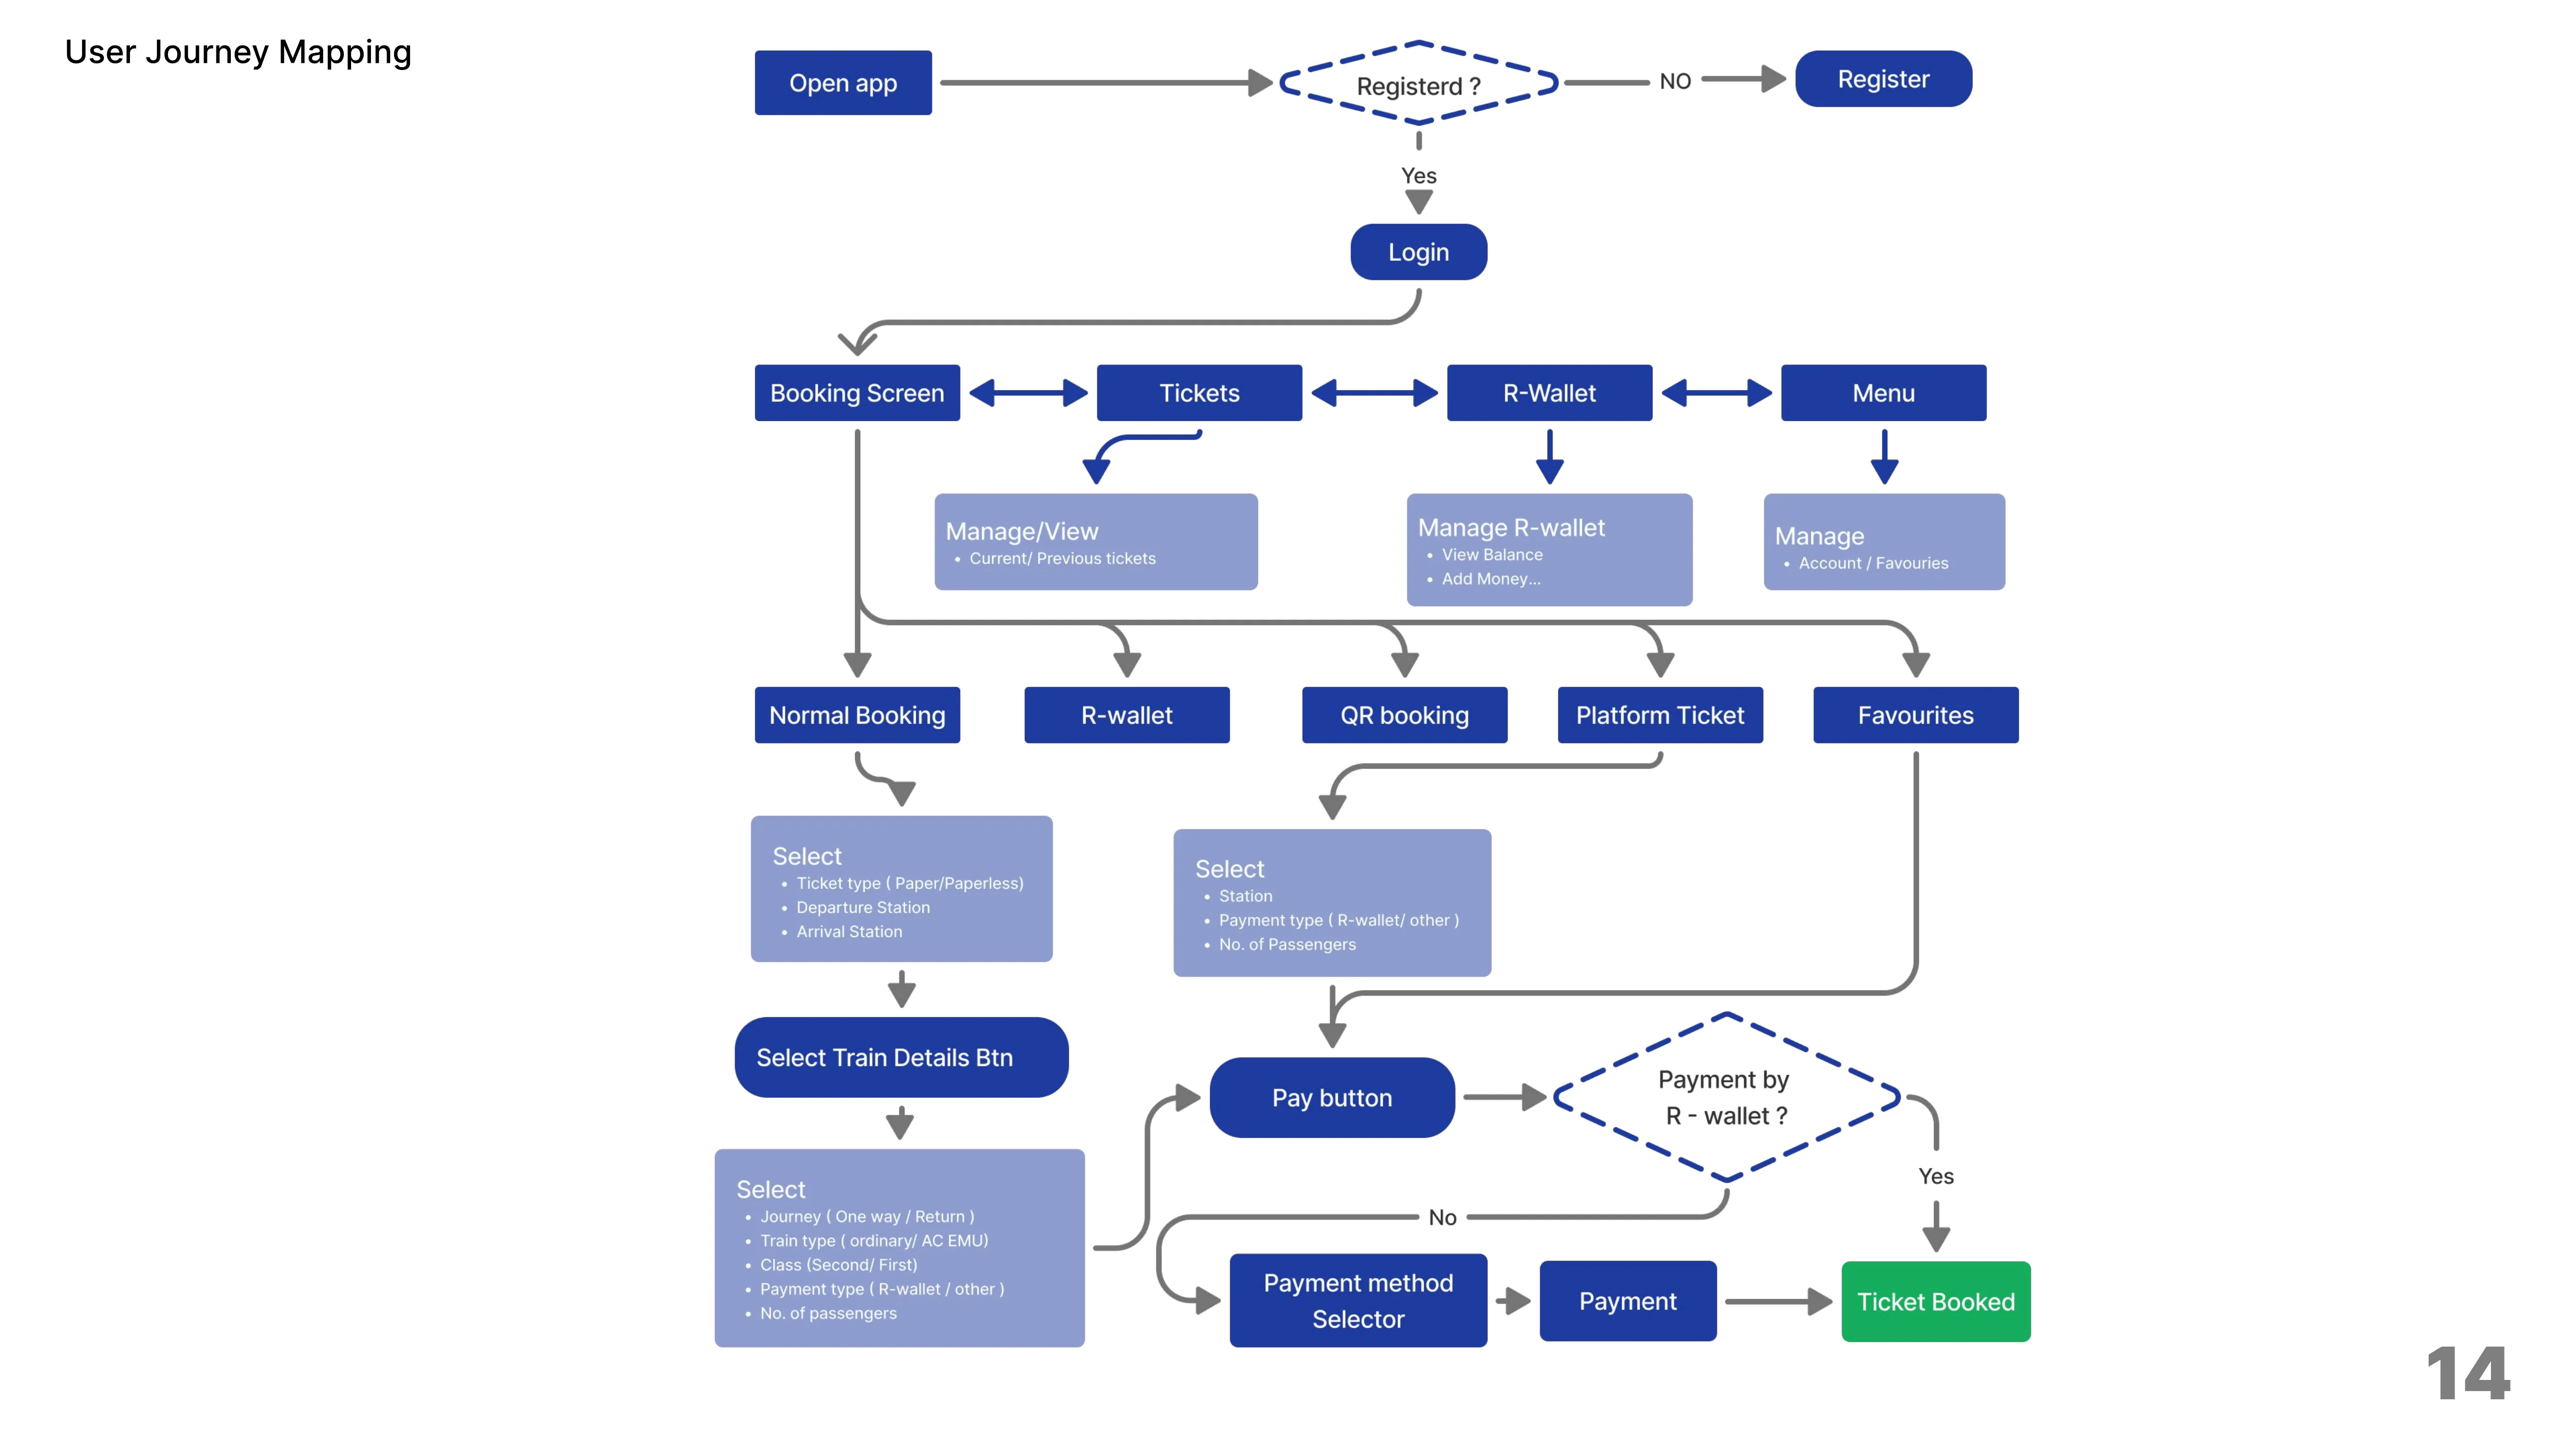 User Journey Mapping
Open app
Registerd ?
NO
Register
Yes
Login
Booking Screen
Tickets
R-Wallet
Menu
Manage/View
• Current/ Previous tickets
Manage R-wallet
• View Balance
• Add Money...
Manage
• Account / Favouries
Normal Booking
R-wallet
QR booking
Platform Ticket
Favourites
Select
• Ticket type ( Paper/Paperless)
• Departure Station
• Arrival Station
Select
• Station
• Payment type ( R-wallet/ other )
• No. of Passengers
Select Train Details Btn
Pay button
Payment by
R - wallet ?
Yes
Select
• Journey ( One way / Return )
• Train type ( ordinary/ AC EMU)
• Class (Second/ First)
• Payment type ( R-wallet / other )
• No. of passengers
No
Payment method
Selector
Payment
Ticket Booked
14